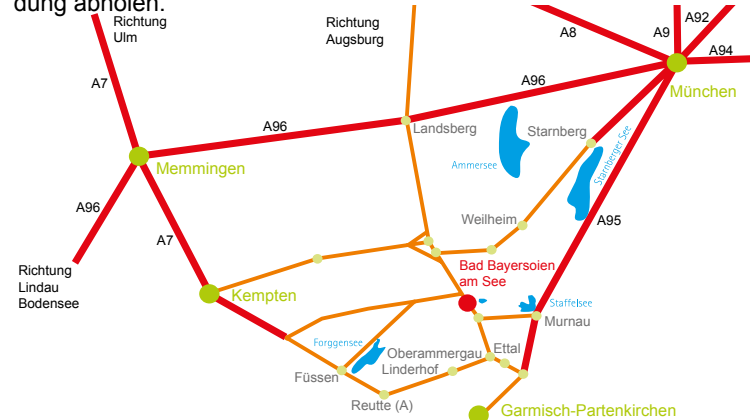 dung abholen.
Richtung
Ulm
Richtung
Augsburg
A8
A9
A92
A94
A7
A96
München
A96
Landsberg
Starnberg
Ammersee
Starnberger See
Memmingen
A96
A7
Weilheim
A95
Richtung
Lindau
Bodensee
Kempten
Bad Bayersoien
am See
Staffelsee
Murnau
Forggensee
Oberammergau
Linderhof
Ettal
Füssen
Reutte (A)
Garmisch-Partenkirchen